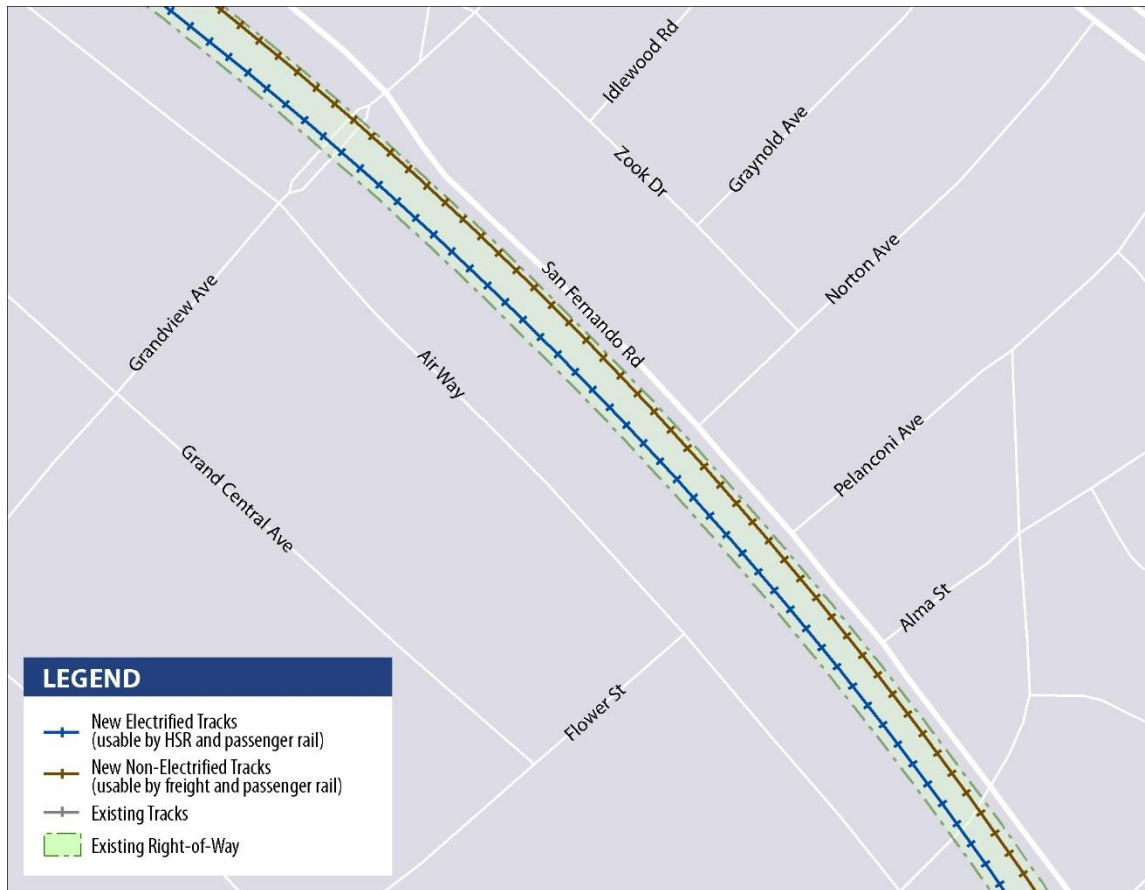 Idlewood Rd
Graynold Ave
Zook Dr
Norton Ave
San Fernando Rd
Grandview Ave
Air Way
Pelanconi Ave
Grand Central Ave
Alma St
Flower St
LEGEND
New Electrified Tracks
(usable by HSR and passenger rail)
New Non-Electrified Tracks
(usable by freight and passenger rail)
Existing Tracks
Existing Right-of-Way